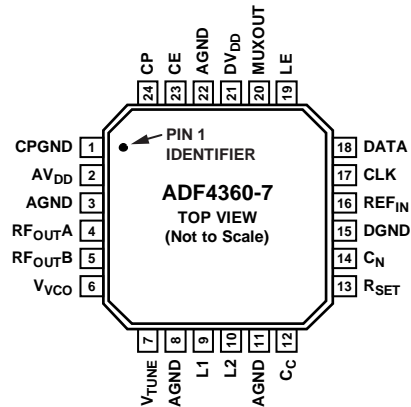 CP
CE
AGND
DVDD
MUXOUT
LE
24
23
22
21
20
19
PIN 1
IDENTIFIER
CPGND 1
AVDD 2
AGND 3
RFOUTA 4
RFOUTB 5
VVCO 6
ADF4360-7
TOP VIEW
(Not to Scale)
18 DATA
17 CLK
16 REFIN
15 DGND
14 CN
13 RSET
7
8
9
10
11
12
VTUNE
AGND
L1
L2
AGND
CC